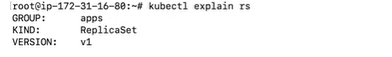 root@ip-172-31-16-80:~# kubectl explain rs
GROUP: apps
KIND: ReplicaSet
VERSION: v1